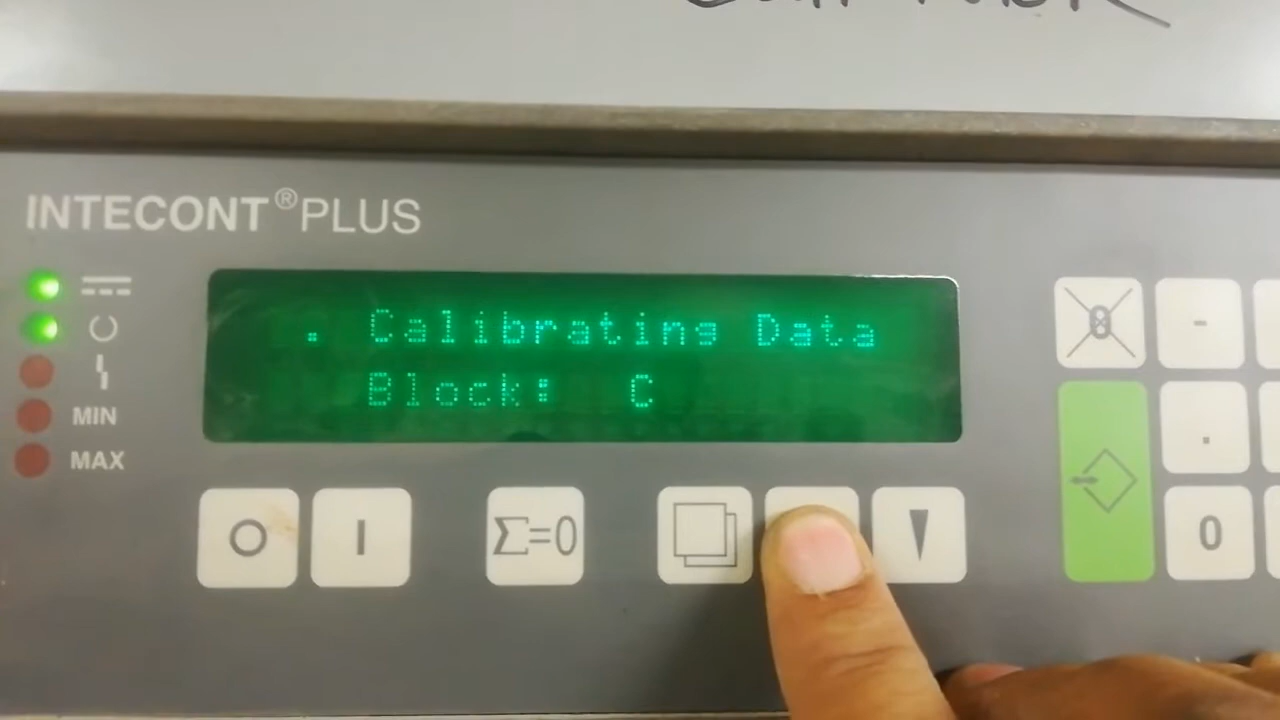 INTECONT® PLUS
. Calibrating Data
Block: C
MIN
MAX
O
I
Σ=0
-
.
0